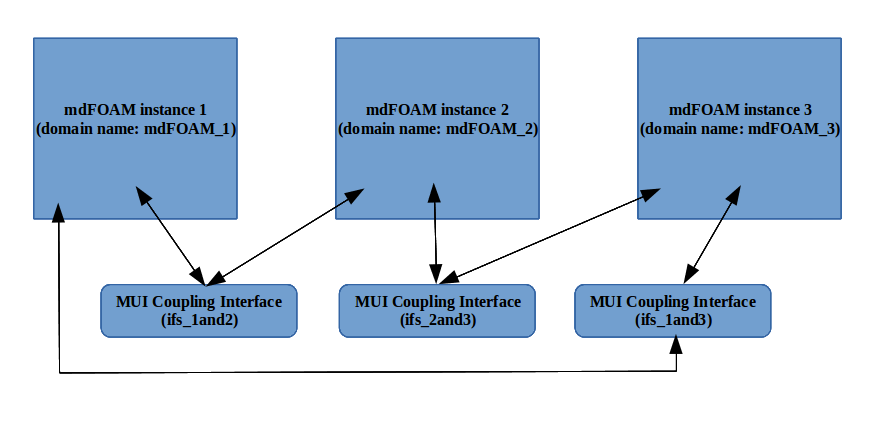 mdFOAM instance 1
(domain name: mdFOAM_1)
mdFOAM instance 2
(domain name: mdFOAM_2)
mdFOAM instance 3
(domain name: mdFOAM_3)
MUI Coupling Interface
(ifs_1and2)
MUI Coupling Interface
(ifs_2and3)
MUI Coupling Interface
(ifs_1and3)